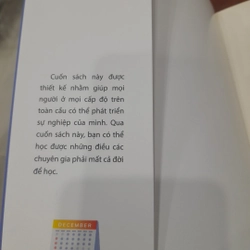 Cuốn sách này được
thiết kế nhằm giúp mọi
người ở mọi cấp độ trên
toàn cầu có thể phát triển
sự nghiệp của mình. Qua
cuốn sách này, bạn có thể
học được những điều các
chuyên gia phải mất cả đời
để học.
DECEMBER